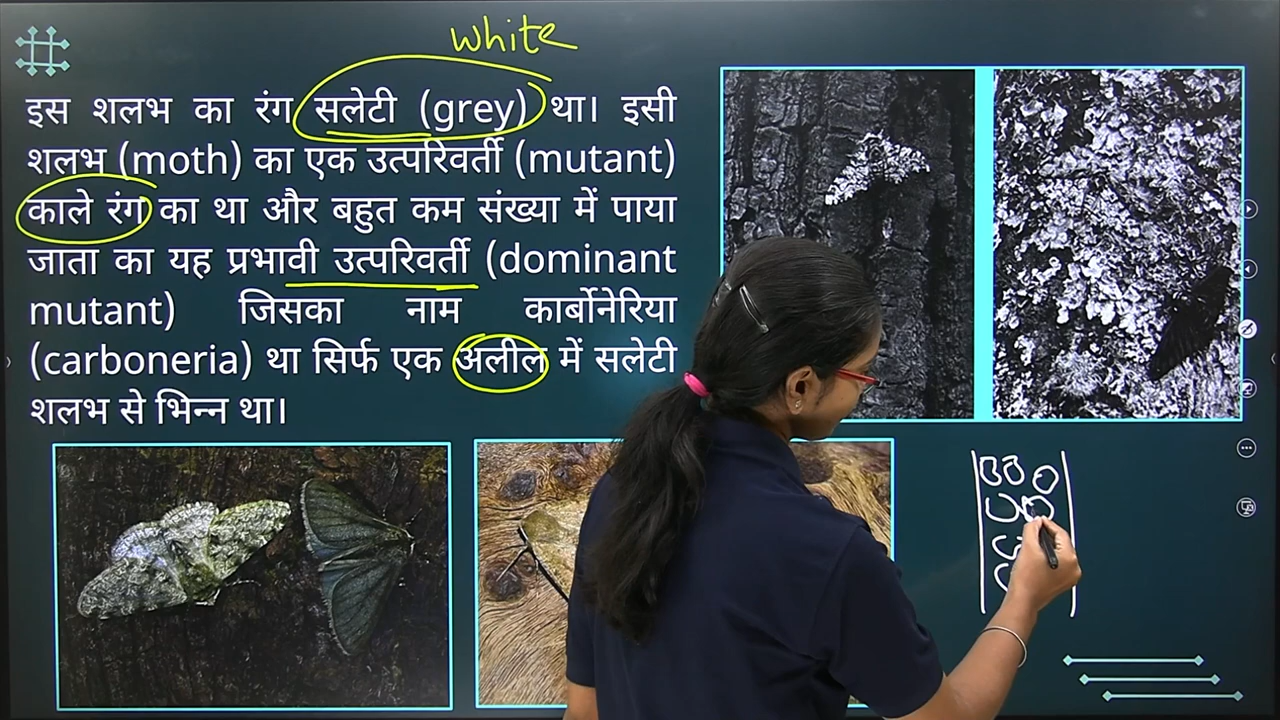 white
इस शलभ का रंग सलेटी (grey) था। इसी
शलभ (moth) का एक उत्परिवर्ती (mutant)
काले रंग का था और बहुत कम संख्या में पाया
जाता का यह प्रभावी उत्परिवर्ती (dominant
mutant) जिसका नाम कार्बोनेरिया
(carboneria) था सिर्फ एक अलील में सलेटी
शलभ से भिन्न था।